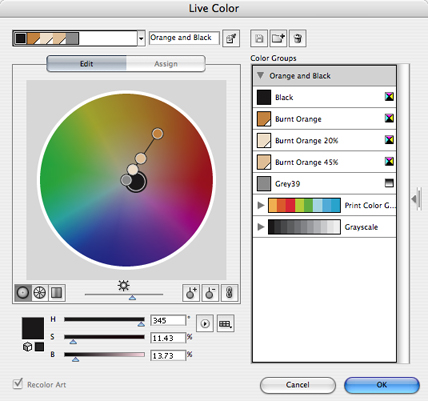 Live Color
Orange and Black
Edit Assign
Color Groups
Orange and Black
Black
Burnt Orange
Burnt Orange 20%
Burnt Orange 45%
Grey39
Print Color G...
Grayscale
H 345 °
S 11.43 %
B 13.73 %
Recolor Art
Cancel OK